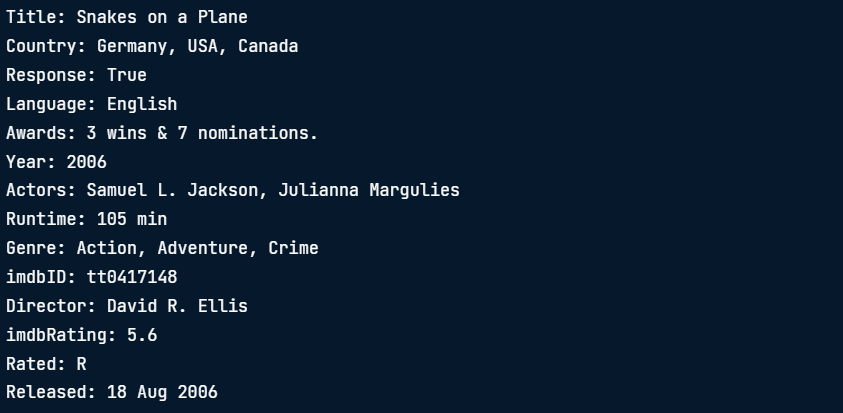 Title: Snakes on a Plane
Country: Germany, USA, Canada
Response: True
Language: English
Awards: 3 wins & 7 nominations.
Year: 2006
Actors: Samuel L. Jackson, Julianna Margulies
Runtime: 105 min
Genre: Action, Adventure, Crime
imdbID: tt0417148
Director: David R. Ellis
imdbRating: 5.6
Rated: R
Released: 18 Aug 2006